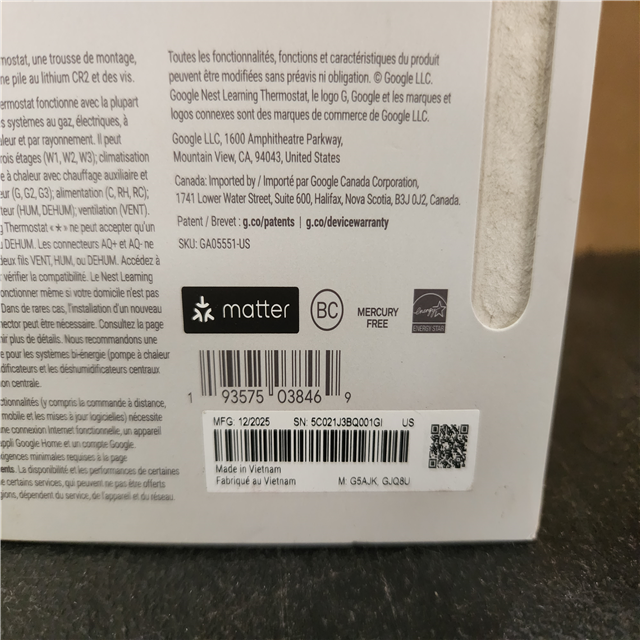 rmostat, une trousse de montage,
ne pile au lithium CR2 et des vis.
ermostat fonctionne avec la plupart
s systèmes au gaz, électriques, à
aleur et par rayonnement. Il peut
rois étages (W1, W2, W3); climatisation
e à chaleur avec chauffage auxiliaire et
eur (G, G2, G3); alimentation (C, RH, RC);
teur (HUM, DEHUM); ventilation (VENT).
g Thermostat « * » ne peut accepter qu'un
u DEHUM. Les connecteurs AQ+ et AQ- ne
des fils VENT, HUM, ou DEHUM. Accédez à
vérifier la compatibilité. Le Nest Learning
onctionner même si votre domicile n'est pas
Dans de rares cas, l'installation d'un nouveau
nector peut être nécessaire. Consultez la page
ir plus de détails. Nous recommandons une
e pour les systèmes bi-énergie (pompe à chaleur
dificateurs et les déshumidificateurs centraux
on centrale.
ctionnalités (y compris la commande à distance,
mobile et les mises à jour logicielles) nécessite
ne connexion Internet fonctionnelle, un appareil
appli Google Home et un compte Google.
igences minimales requises à la page
ents. La disponibilité et les performances de certaines
e certains services, qui peuvent ne pas être offerts
gions, dépendent du service, de l'appareil et du réseau.
Toutes les fonctionnalités, fonctions et caractéristiques du produit
peuvent être modifiées sans préavis ni obligation. © Google LLC.
Google Nest Learning Thermostat, le logo G, Google et les marques et
logos connexes sont des marques de commerce de Google LLC.
Google LLC, 1600 Amphitheatre Parkway,
Mountain View, CA, 94043, United States
Canada: Imported by / Importé par Google Canada Corporation,
1741 Lower Water Street, Suite 600, Halifax, Nova Scotia, B3J 0J2, Canada.
Patent / Brevet : g.co/patents | g.co/devicewarranty
SKU: GA05551-US
matter
BC
MERCURY
FREE
energy
ENERGY STAR
1 93575 03846 9
MFG: 12/2025 SN: 5C021J3BQ001GI US
Made in Vietnam
Fabriqué au Vietnam M: G5AJK, GJQ8U